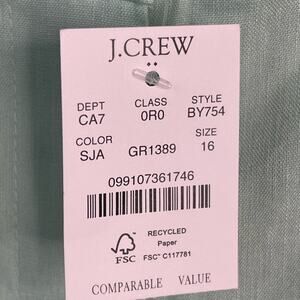 J.CREW
DEPT CLASS STYLE
CA7 0R0 BY754
COLOR SIZE
SJA GR1389 16
099107361746
RECYCLED
Paper
FSC FSC™ C117781
COMPARABLE VALUE